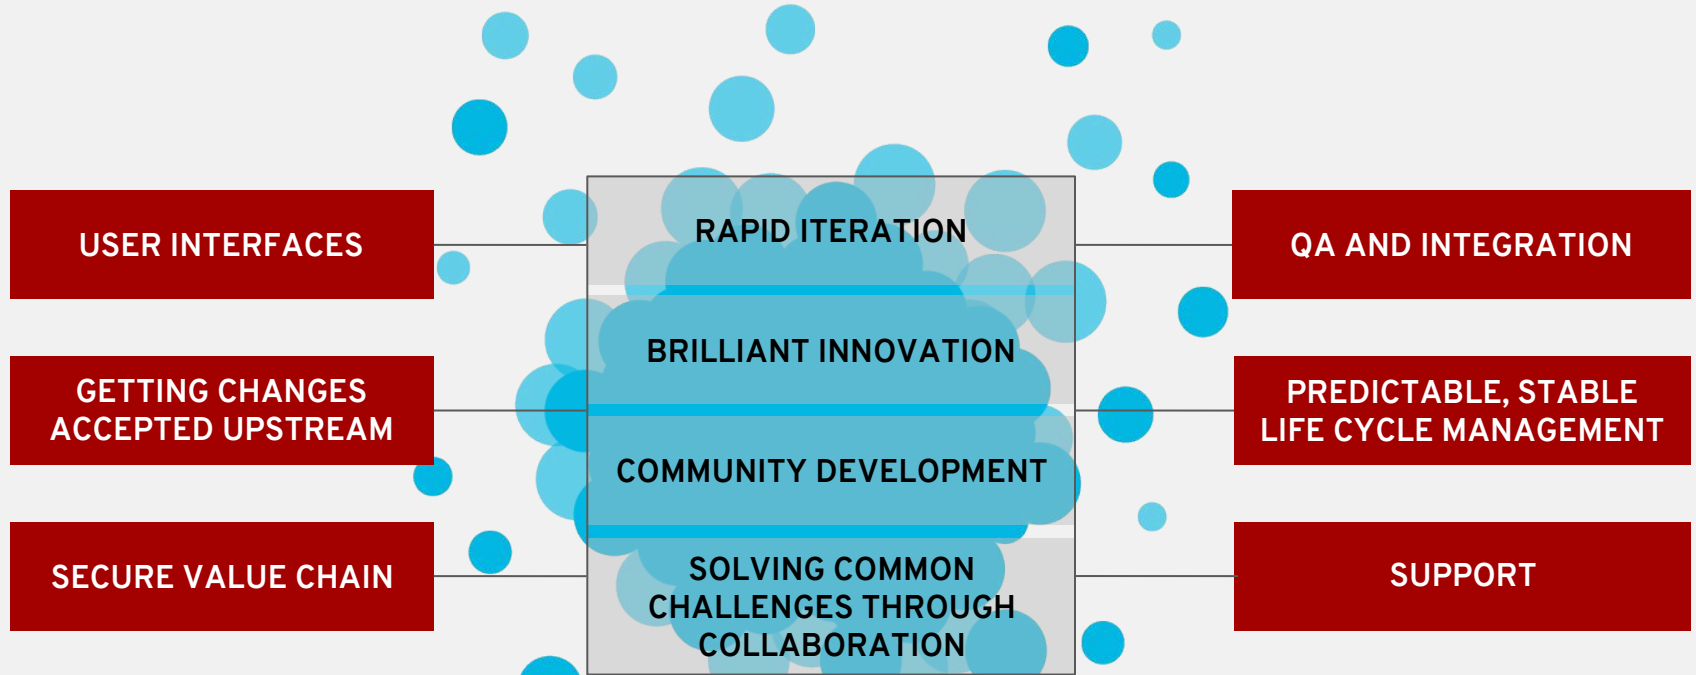 USER INTERFACES
GETTING CHANGES
ACCEPTED UPSTREAM
SECURE VALUE CHAIN
RAPID ITERATION
BRILLIANT INNOVATION
COMMUNITY DEVELOPMENT
SOLVING COMMON
CHALLENGES THROUGH
COLLABORATION
QA AND INTEGRATION
PREDICTABLE, STABLE
LIFE CYCLE MANAGEMENT
SUPPORT